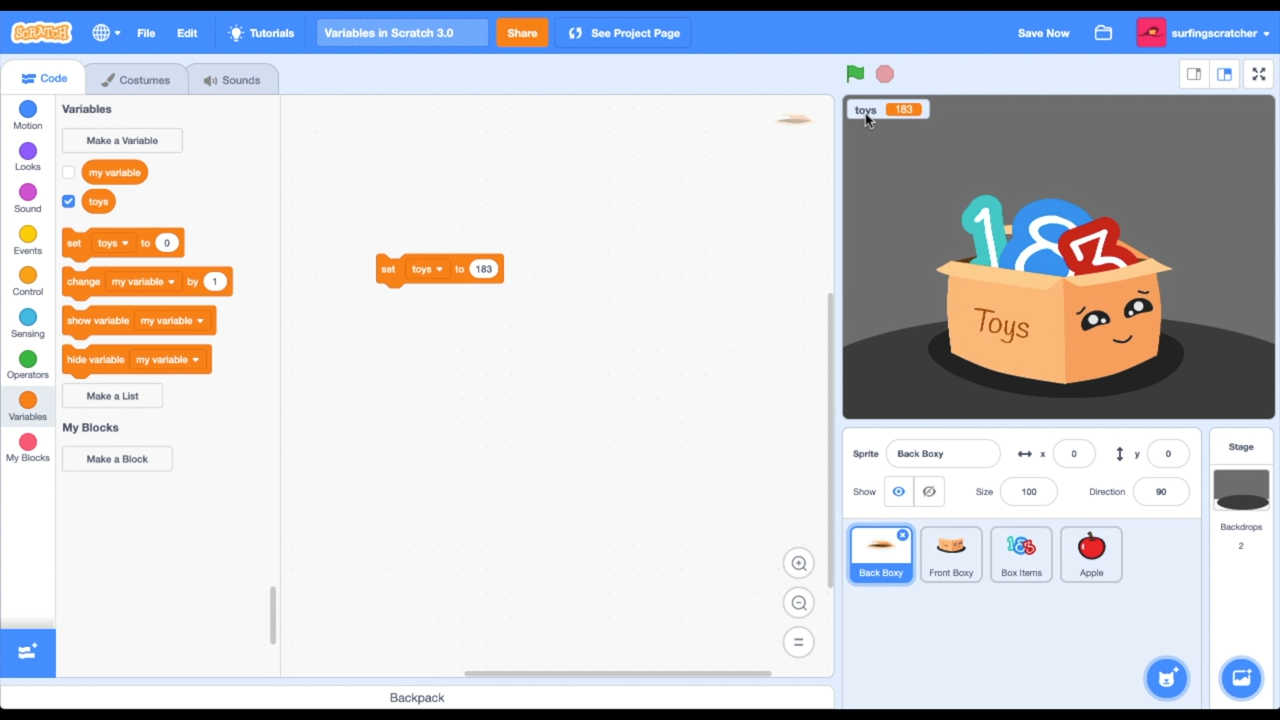 SCRATCH
File
Edit
Tutorials
Variables in Scratch 3.0
Share
See Project Page
Save Now
surfingscratcher
Code
Costumes
Sounds
Motion
Looks
Sound
Events
Control
Sensing
Operators
Variables
My Blocks
Variables
Make a Variable
my variable
toys
set toys to 0
change my variable by 1
show variable my variable
hide variable my variable
Make a List
My Blocks
Make a Block
set toys to 183
Backpack
toys 183
183
Toys
Sprite Back Boxy x 0 y 0
Show Size 100 Direction 90
Back Boxy
Front Boxy
183
Box Items
Apple
Stage
Backdrops
2